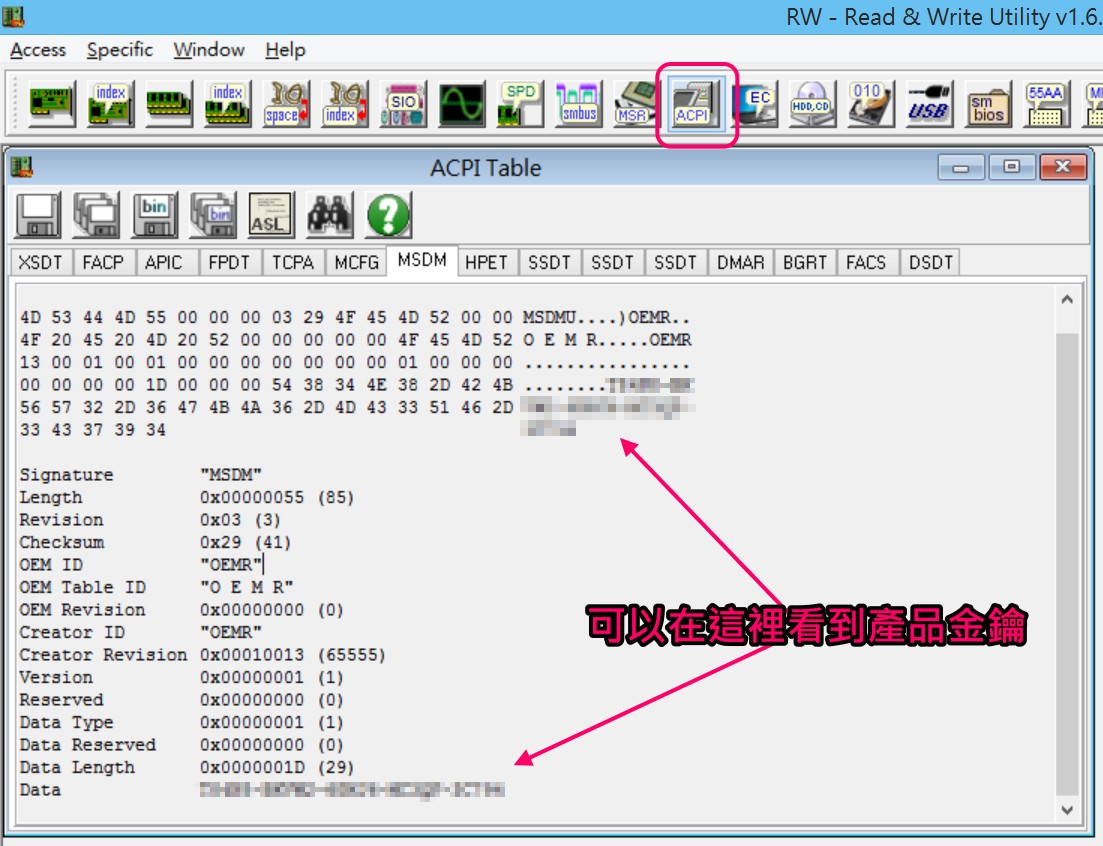 RW - Read & Write Utility v1.6.
Access Specific Window Help
index index space index SIO SPD smbus MSR ACPI EC HDD,CD 010 USB sm bios 55AA
ACPI Table
bin bin ASL ?
XSDT FACP APIC FPDT TCPA MCFG MSDM HPET SSDT SSDT SSDT DMAR BGRT FACS DSDT
4D 53 44 4D 55 00 00 00 03 29 4F 45 4D 52 00 00 MSDMU....)OEMR..
4F 20 45 20 4D 20 52 00 00 00 00 00 4F 45 4D 52 O E M R.....OEMR
13 00 01 00 01 00 00 00 00 00 00 00 01 00 00 00 ................
00 00 00 00 1D 00 00 00 54 38 34 4E 38 2D 42 4B ........
56 57 32 2D 36 47 4B 4A 36 2D 4D 43 33 51 46 2D
33 43 37 39 34
Signature "MSDM"
Length 0x00000055 (85)
Revision 0x03 (3)
Checksum 0x29 (41)
OEM ID "OEMR"
OEM Table ID "O E M R"
OEM Revision 0x00000000 (0)
Creator ID "OEMR"
Creator Revision 0x00010013 (65555)
Version 0x00000001 (1)
Reserved 0x00000000 (0)
Data Type 0x00000001 (1)
Data Reserved 0x00000000 (0)
Data Length 0x0000001D (29)
Data
可以在這裡看到產品金鑰